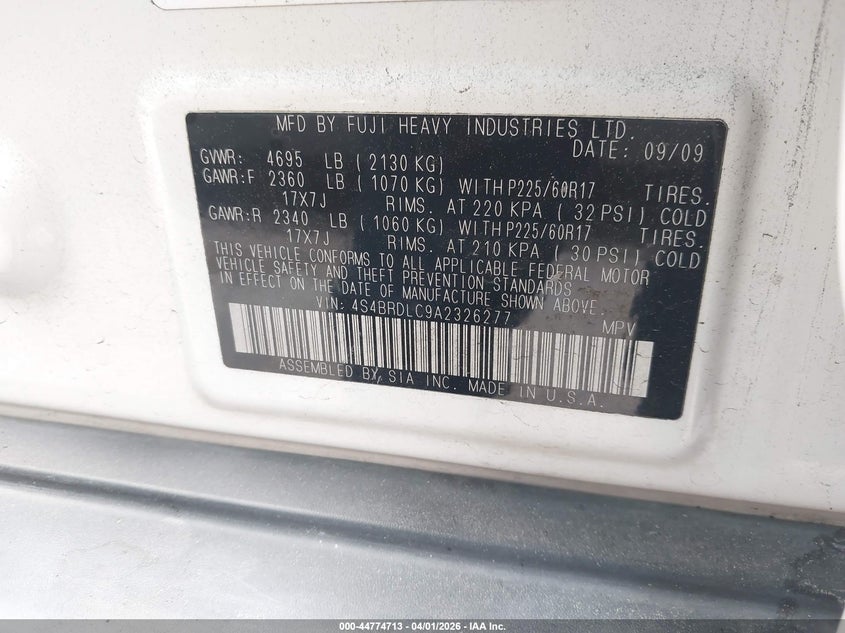 MFD BY FUJI HEAVY INDUSTRIES LTD.
DATE: 09/09
GVWR: 4695 LB (2130 KG)
GAWR:F 2360 LB (1070 KG) WITH P225/60R17 TIRES.
17X7J RIMS. AT 220 KPA (32 PSI) COLD
GAWR:R 2340 LB (1060 KG) WITH P225/60R17 TIRES.
17X7J RIMS. AT 210 KPA (30 PSI) COLD
THIS VEHICLE CONFORMS TO ALL APPLICABLE FEDERAL MOTOR
VEHICLE SAFETY AND THEFT PREVENTION STANDARDS
IN EFFECT ON THE DATE OF MANUFACTURE SHOWN ABOVE.
VIN: 4S4BRDLC9A2326277
MPV
ASSEMBLED BY SIA INC. MADE IN U.S.A.
000-44774713 - 04/01/2026 - IAA Inc.